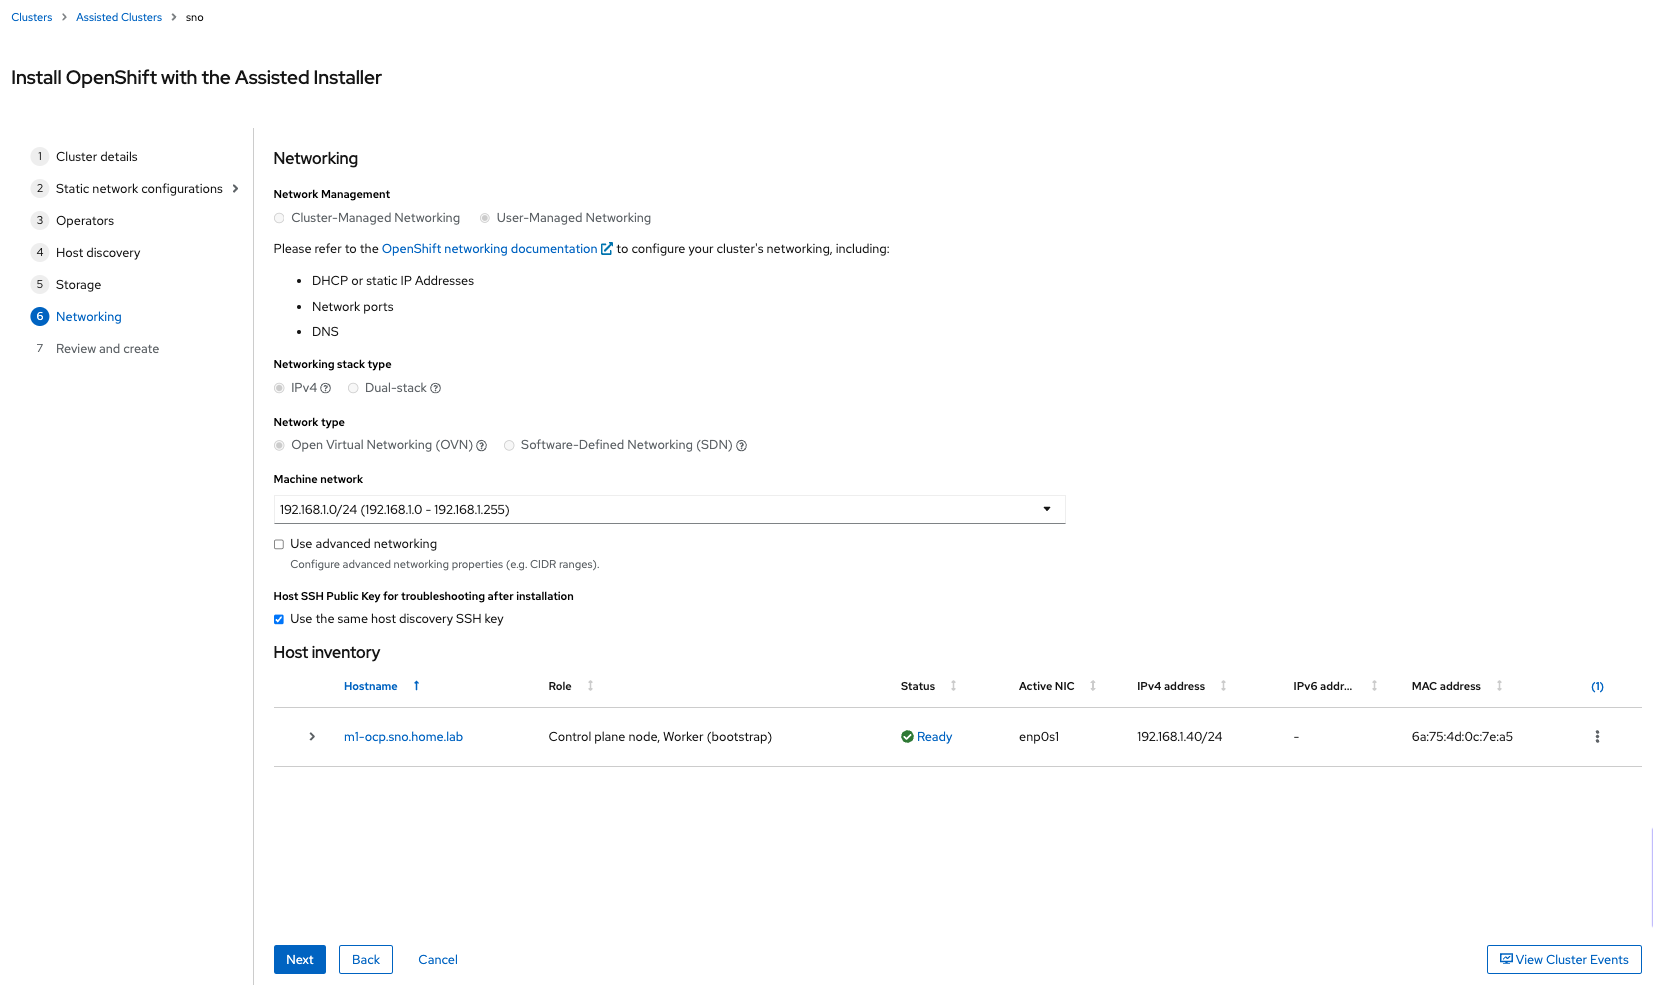 Clusters > Assisted Clusters > sno
Install OpenShift with the Assisted Installer
1 Cluster details
2 Static network configurations >
3 Operators
4 Host discovery
5 Storage
6 Networking
7 Review and create
Networking
Network Management
Cluster-Managed Networking User-Managed Networking
Please refer to the OpenShift networking documentation to configure your cluster's networking, including:
• DHCP or static IP Addresses
• Network ports
• DNS
Networking stack type
IPv4 Dual-stack
Network type
Open Virtual Networking (OVN) Software-Defined Networking (SDN)
Machine network
192.168.1.0/24 (192.168.1.0 - 192.168.1.255)
Use advanced networking
Configure advanced networking properties (e.g. CIDR ranges).
Host SSH Public Key for troubleshooting after installation
Use the same host discovery SSH key
Host inventory
Hostname Role Status Active NIC IPv4 address IPv6 addr... MAC address (1)
m1-ocp.sno.home.lab Control plane node, Worker (bootstrap) Ready enp0s1 192.168.1.40/24 - 6a:75:4d:0c:7e:a5
Next Back Cancel View Cluster Events